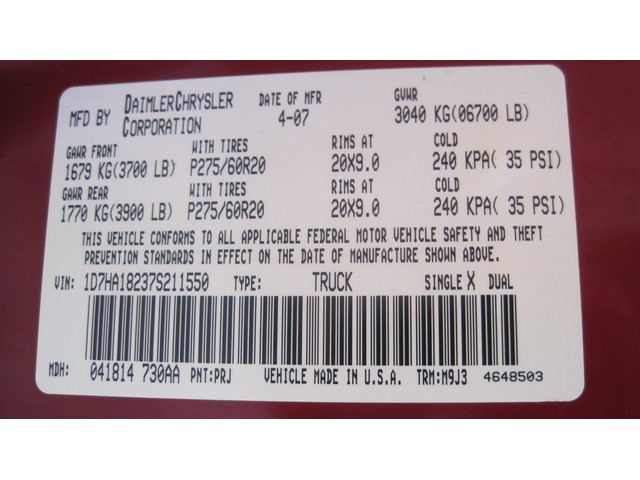 MFD BY DAIMLERCHRYSLER CORPORATION DATE OF MFR 4-07 GVWR 3040 KG(06700 LB)
GAWR FRONT WITH TIRES RIMS AT COLD
1679 KG(3700 LB) P275/60R20 20X9.0 240 KPA( 35 PSI)
GAWR REAR WITH TIRES RIMS AT COLD
1770 KG(3900 LB) P275/60R20 20X9.0 240 KPA( 35 PSI)
THIS VEHICLE CONFORMS TO ALL APPLICABLE FEDERAL MOTOR VEHICLE SAFETY AND THEFT
PREVENTION STANDARDS IN EFFECT ON THE DATE OF MANUFACTURE SHOWN ABOVE.
VIN: 1D7HA18237S211550 TYPE: TRUCK SINGLE X DUAL
MDH: 041814 730AA PNT:PRJ VEHICLE MADE IN U.S.A. TRM:M9J3 4648503